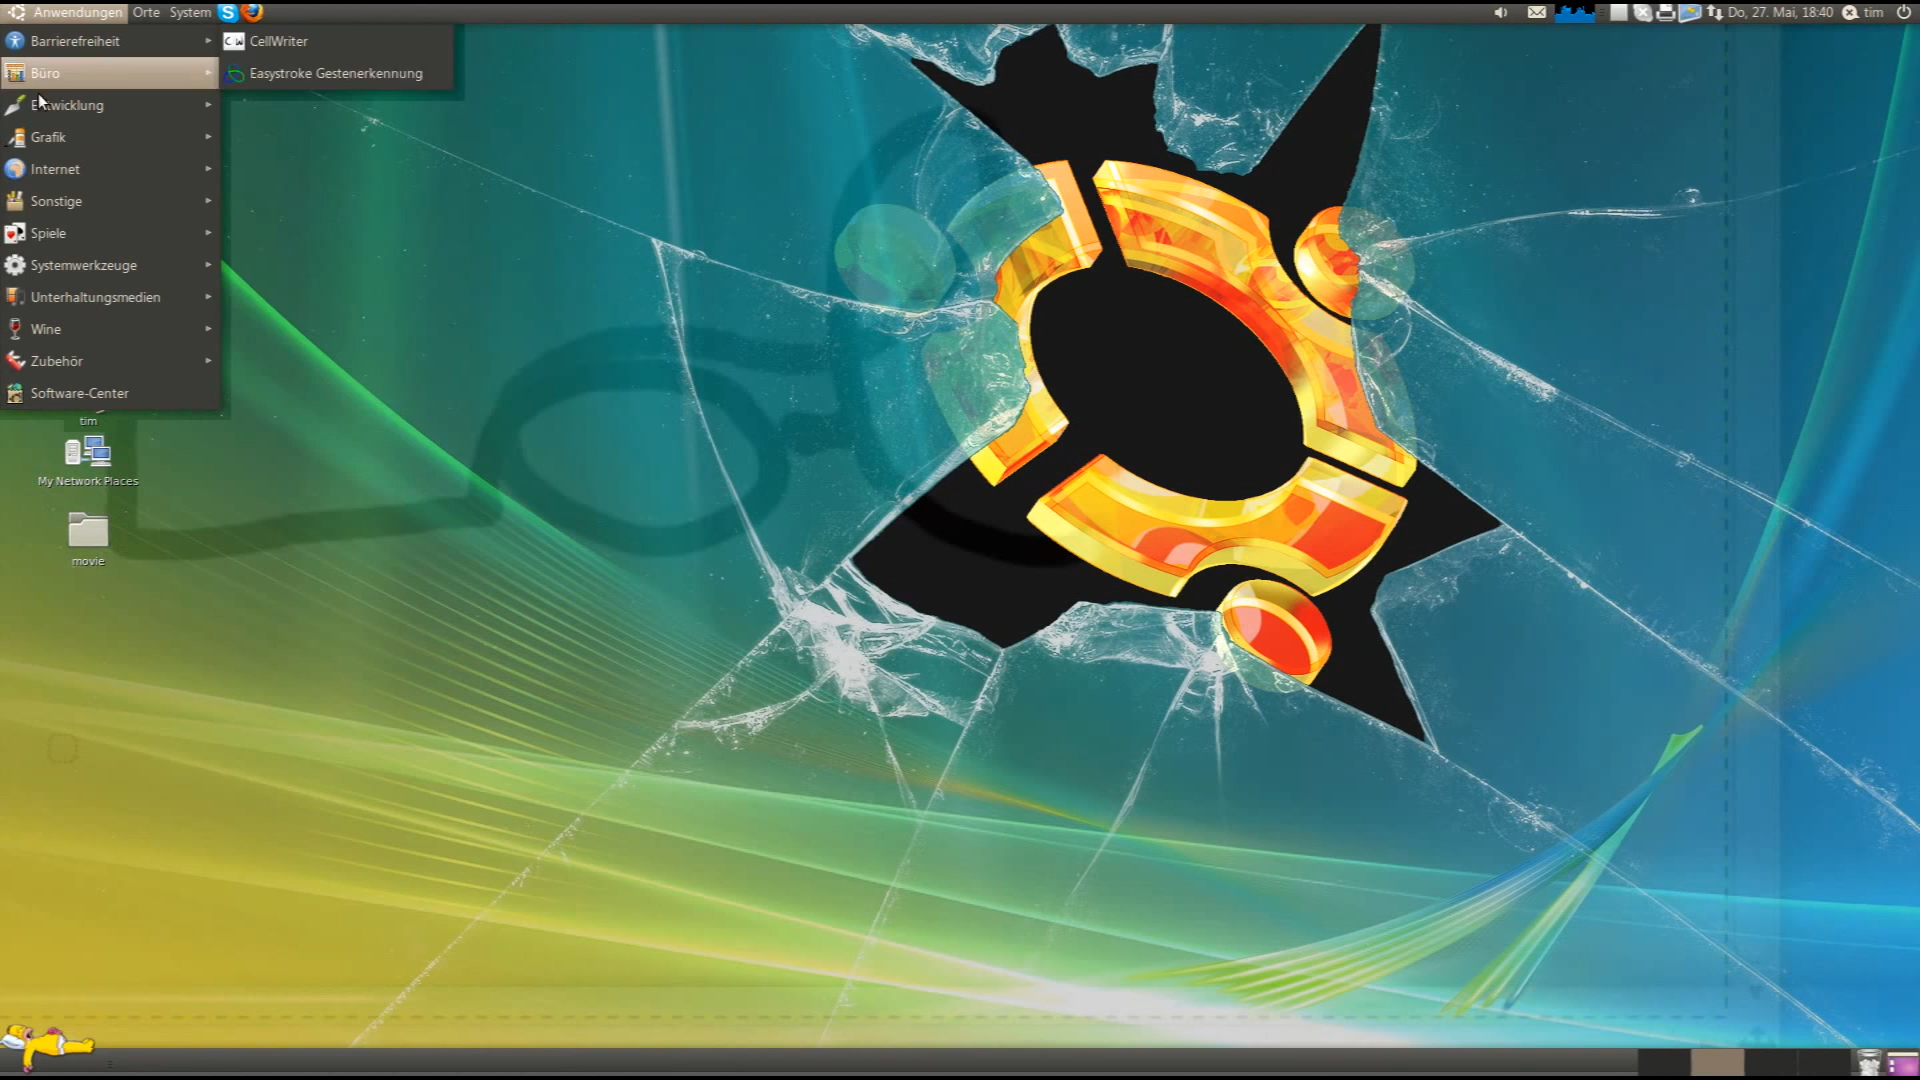 Anwendungen Orte System
Do, 27. Mai, 18:40 tim
Barrierefreiheit
Büro
Entwicklung
Grafik
Internet
Sonstige
Spiele
Systemwerkzeuge
Unterhaltungsmedien
Wine
Zubehör
Software-Center
CW CellWriter
Easystroke Gestenerkennung
tim
My Network Places
movie